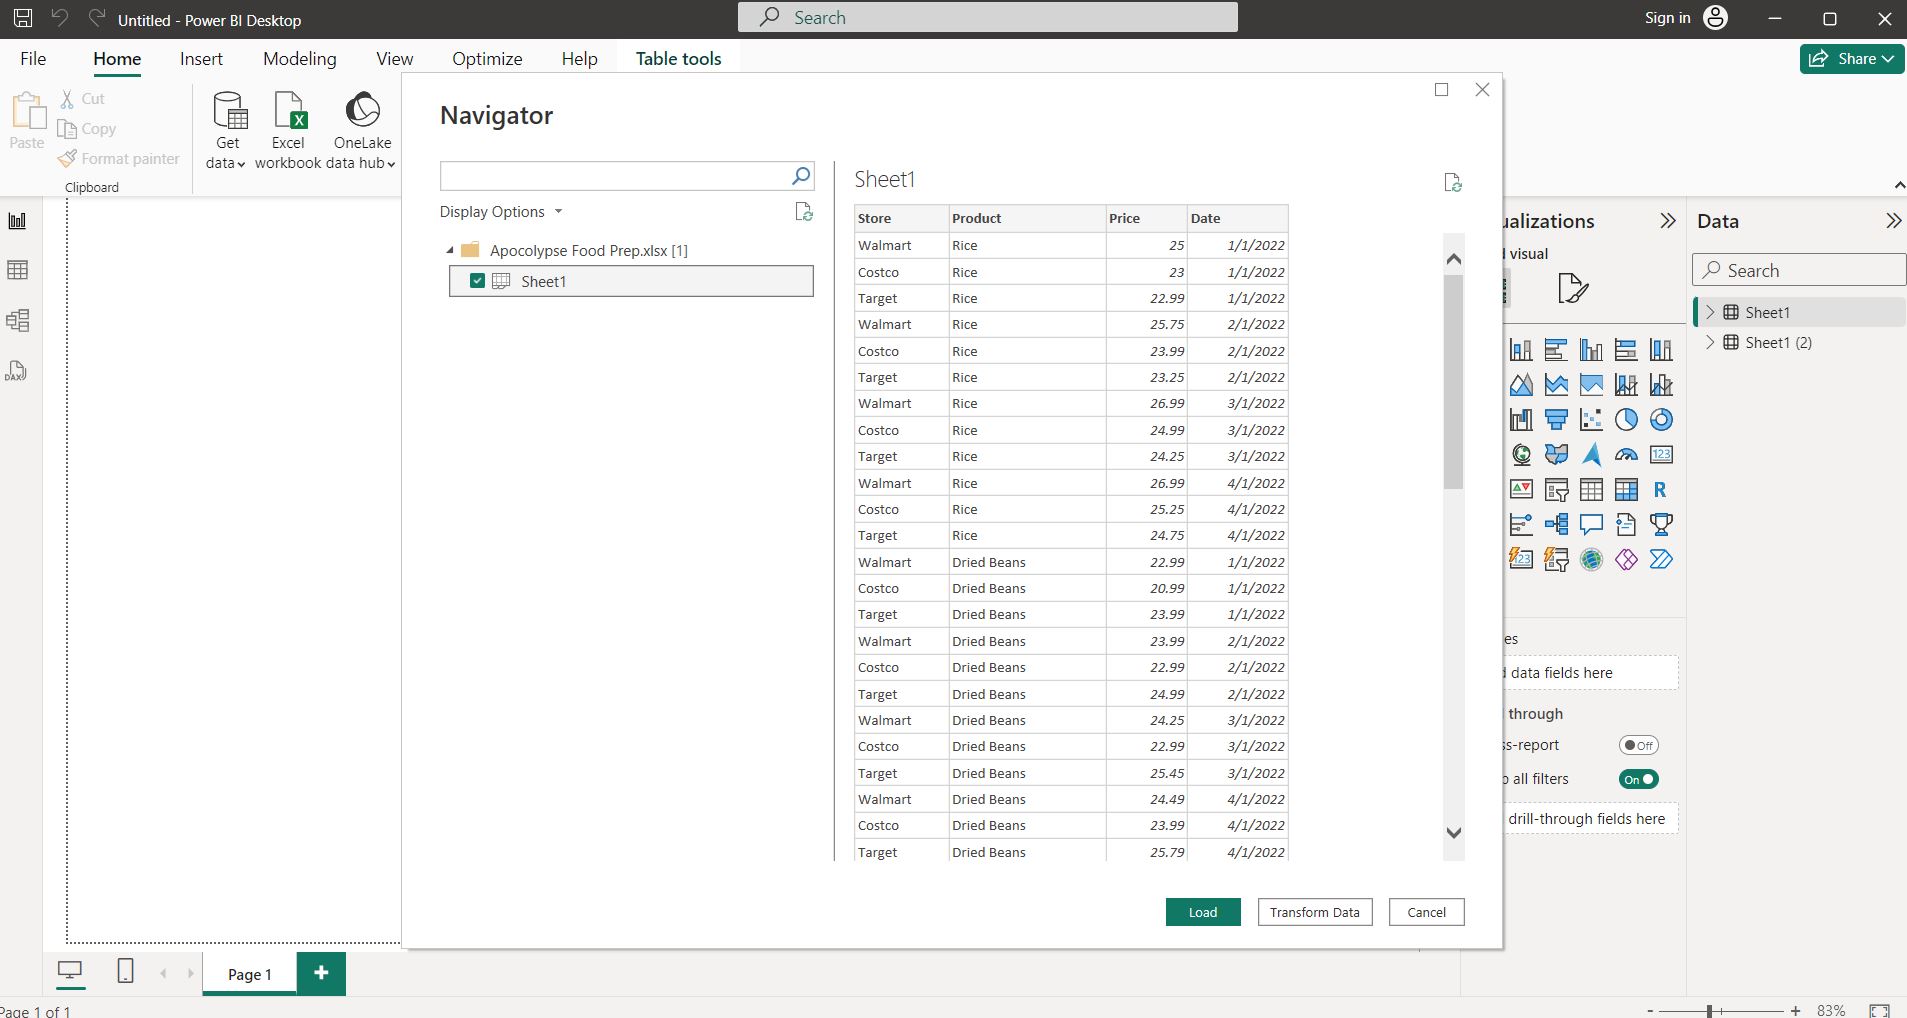 Untitled - Power BI Desktop
Search
Sign in
File Home Insert Modeling View Optimize Help Table tools
Share
Paste
Cut
Copy
Format painter
Clipboard
Get data
Excel workbook
OneLake data hub
Navigator
Display Options
Apocolypse Food Prep.xlsx [1]
Sheet1
Sheet1
Store Product Price Date
Walmart Rice 25 1/1/2022
Costco Rice 23 1/1/2022
Target Rice 22.99 1/1/2022
Walmart Rice 25.75 2/1/2022
Costco Rice 23.99 2/1/2022
Target Rice 23.25 2/1/2022
Walmart Rice 26.99 3/1/2022
Costco Rice 24.99 3/1/2022
Target Rice 24.25 3/1/2022
Walmart Rice 26.99 4/1/2022
Costco Rice 25.25 4/1/2022
Target Rice 24.75 4/1/2022
Walmart Dried Beans 22.99 1/1/2022
Costco Dried Beans 20.99 1/1/2022
Target Dried Beans 23.99 1/1/2022
Walmart Dried Beans 23.99 2/1/2022
Costco Dried Beans 22.99 2/1/2022
Target Dried Beans 24.99 2/1/2022
Walmart Dried Beans 24.25 3/1/2022
Costco Dried Beans 22.99 3/1/2022
Target Dried Beans 25.45 3/1/2022
Walmart Dried Beans 24.49 4/1/2022
Costco Dried Beans 23.99 4/1/2022
Target Dried Beans 25.79 4/1/2022
Load
Transform Data
Cancel
ualizations
visual
123
R
123
es
data fields here
through
ss-report
Off
all filters
On
drill-through fields here
Data
Search
Sheet1
Sheet1 (2)
DAX
Page 1
Page 1 of 1
83%